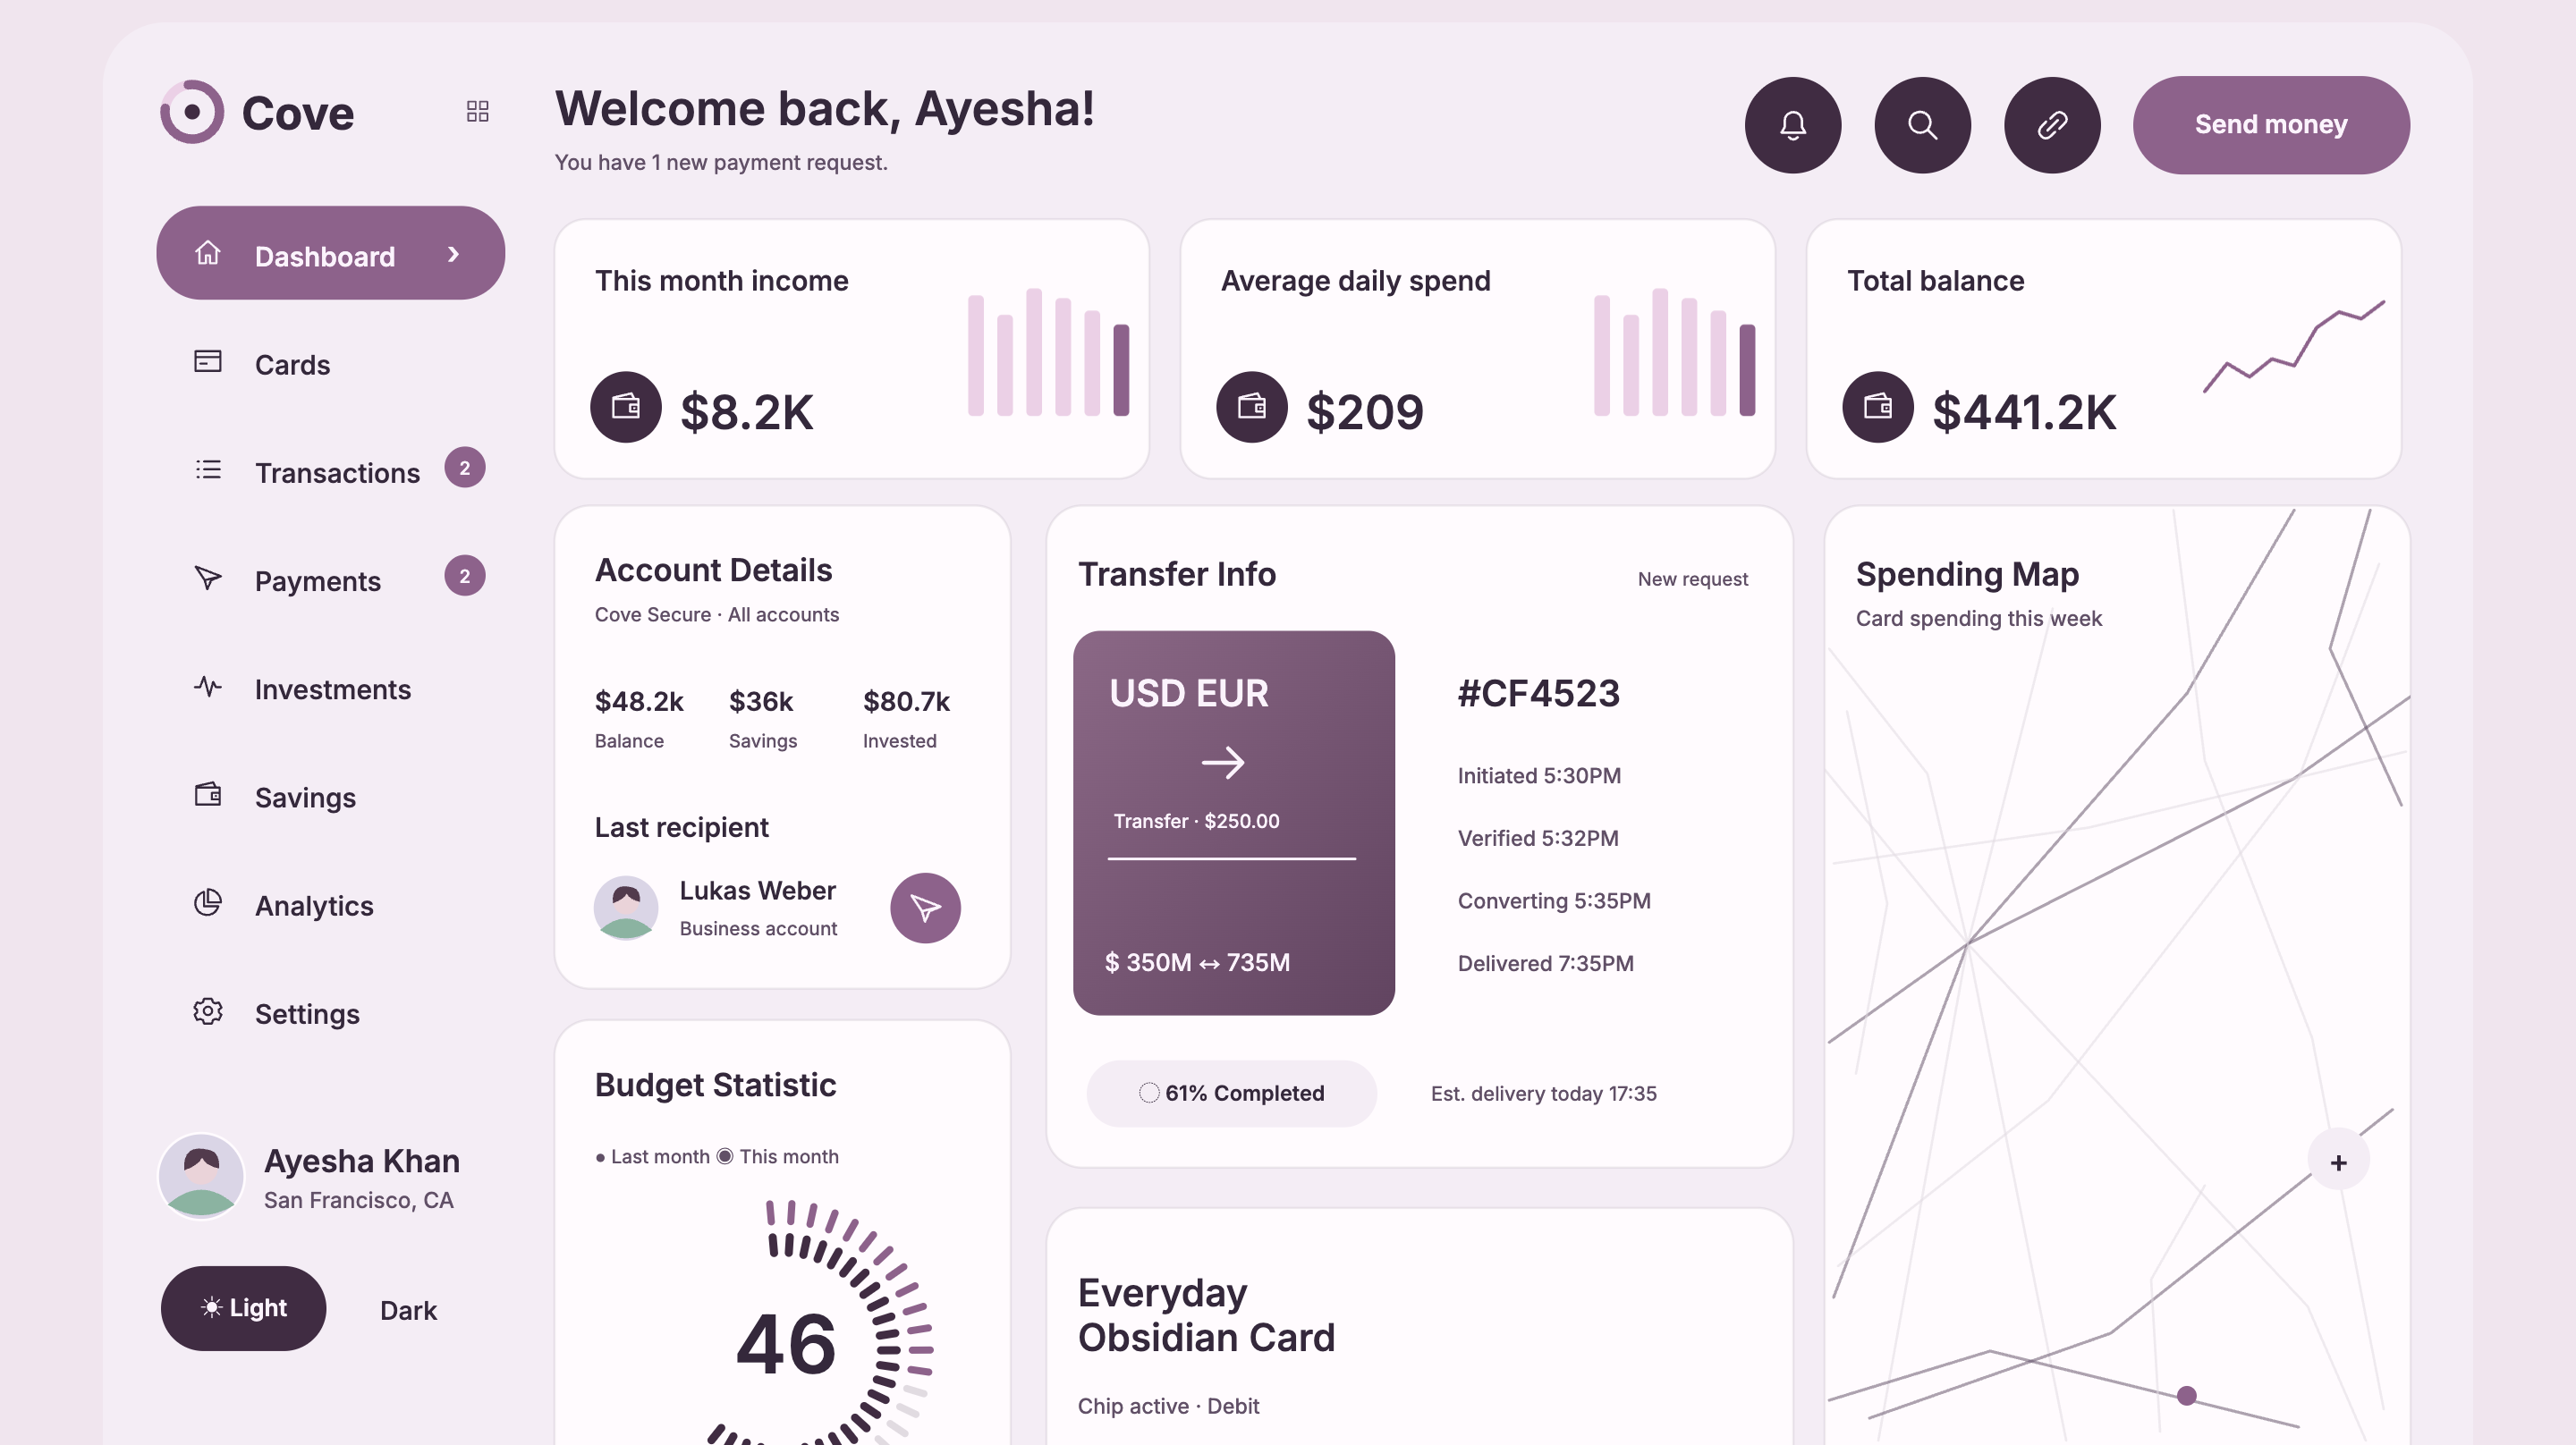 Cove
Welcome back, Ayesha!
You have 1 new payment request.
Send money
Dashboard
Cards
Transactions 2
Payments 2
Investments
Savings
Analytics
Settings
Ayesha Khan
San Francisco, CA
Light
Dark
This month income
$8.2K
Average daily spend
$209
Total balance
$441.2K
Account Details
Cove Secure · All accounts
$48.2k $36k $80.7k
Balance Savings Invested
Last recipient
Lukas Weber
Business account
Budget Statistic
Last month This month
46
Transfer Info
New request
USD EUR
→
Transfer · $250.00
$ 350M ↔ 735M
#CF4523
Initiated 5:30PM
Verified 5:32PM
Converting 5:35PM
Delivered 7:35PM
61% Completed
Est. delivery today 17:35
Everyday
Obsidian Card
Chip active · Debit
Spending Map
Card spending this week
+